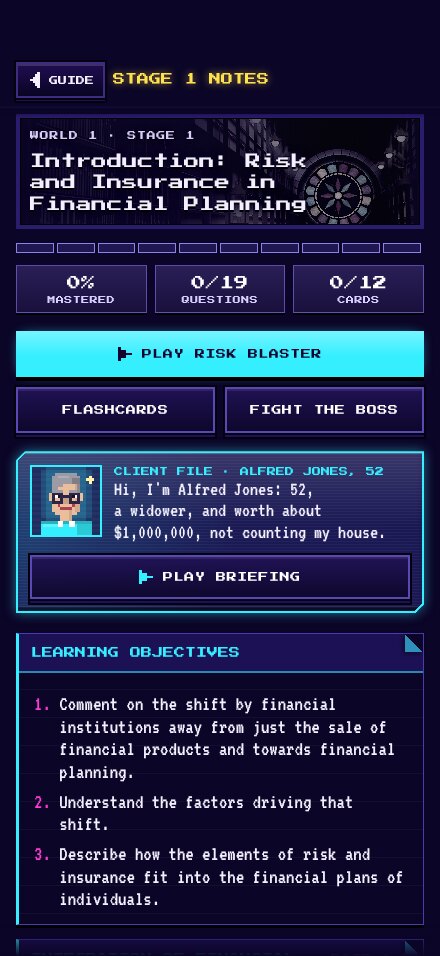 GUIDE
STAGE 1 NOTES
WORLD 1 · STAGE 1
Introduction: Risk
and Insurance in
Financial Planning
0%
MASTERED
0/19
QUESTIONS
0/12
CARDS
PLAY RISK BLASTER
FLASHCARDS
FIGHT THE BOSS
CLIENT FILE · ALFRED JONES, 52
Hi, I'm Alfred Jones: 52,
a widower, and worth about
$1,000,000, not counting my house.
PLAY BRIEFING
LEARNING OBJECTIVES
1. Comment on the shift by financial
institutions away from just the sale of
financial products and towards financial
planning.
2. Understand the factors driving that
shift.
3. Describe how the elements of risk and
insurance fit into the financial plans of
individuals.